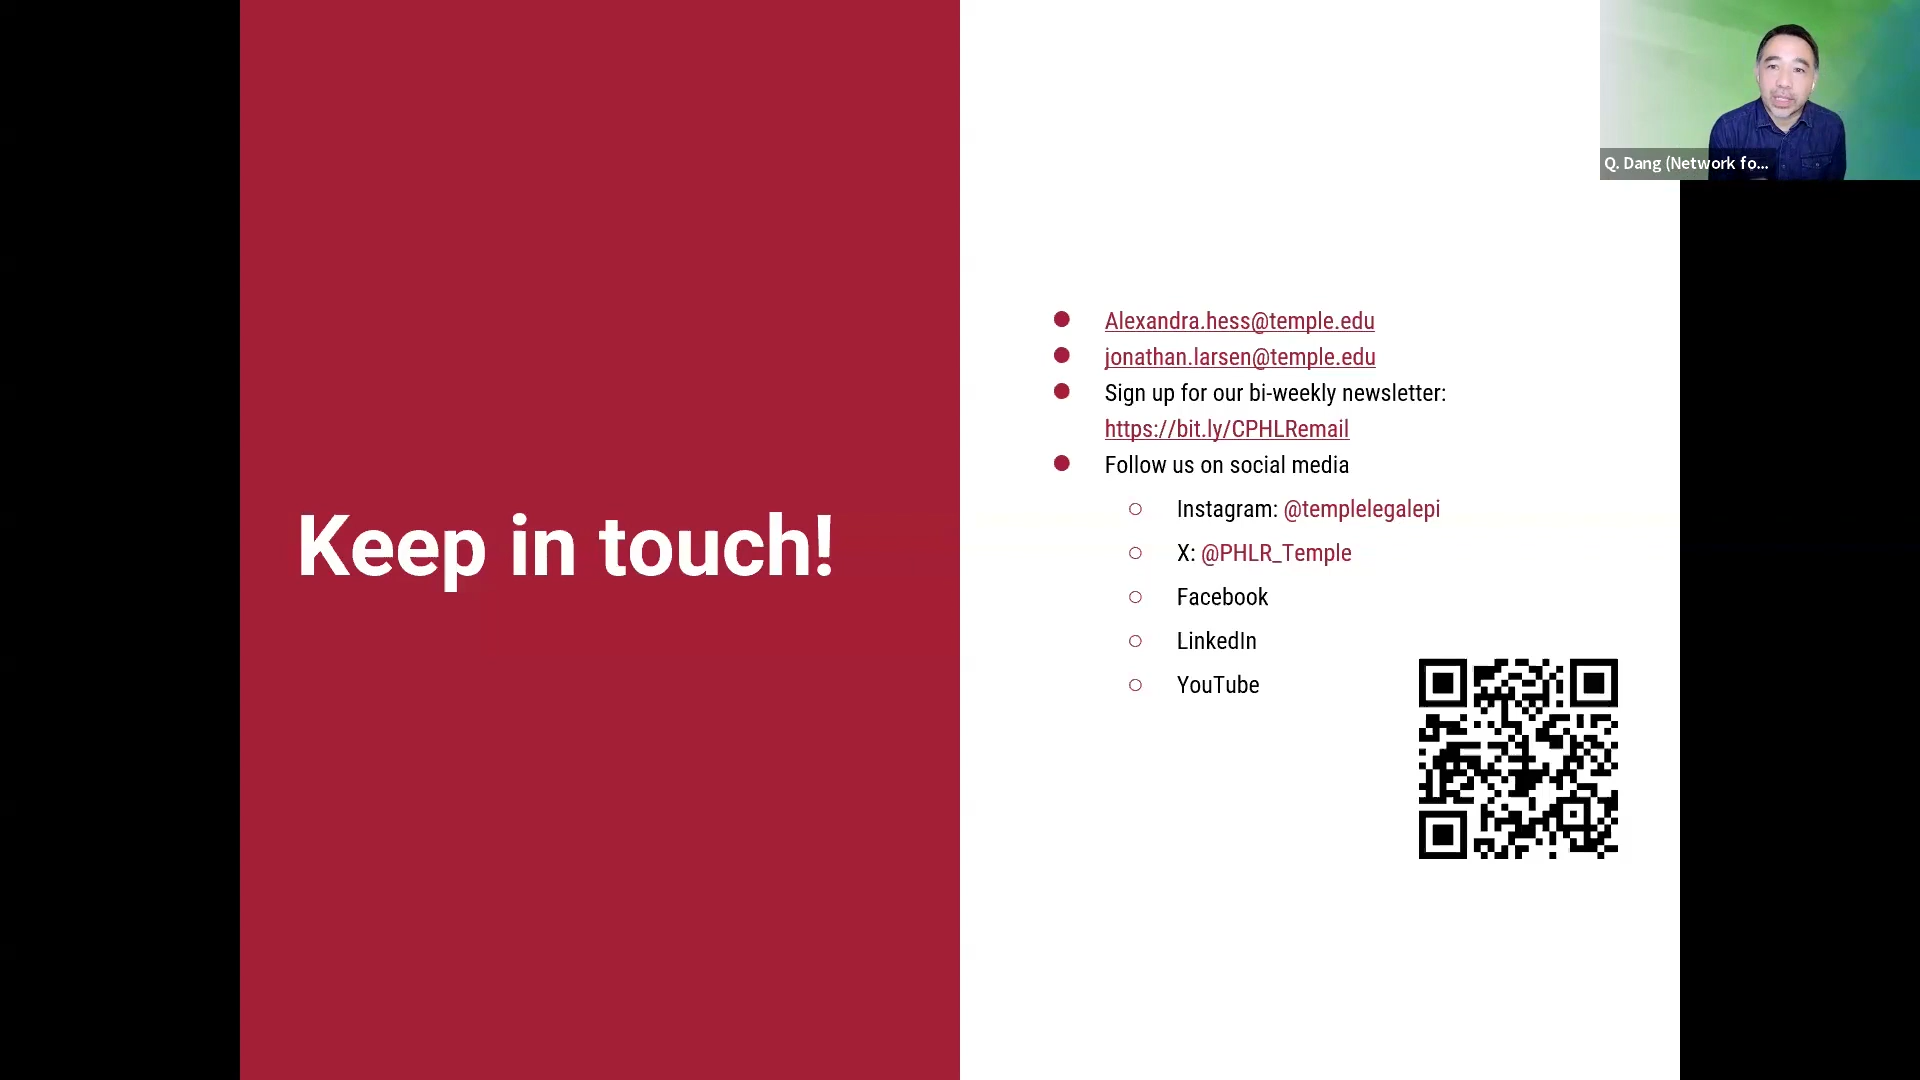 Q. Dang (Network fo...
Keep in touch!
Alexandra.hess@temple.edu
jonathan.larsen@temple.edu
Sign up for our bi-weekly newsletter:
https://bit.ly/CPHLRemail
Follow us on social media
Instagram: @templelegalepi
X: @PHLR_Temple
Facebook
LinkedIn
YouTube